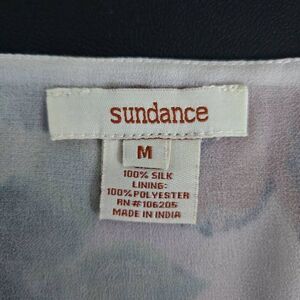 sundance
M
100% SILK
LINING:
100% POLYESTER
RN #106205
MADE IN INDIA